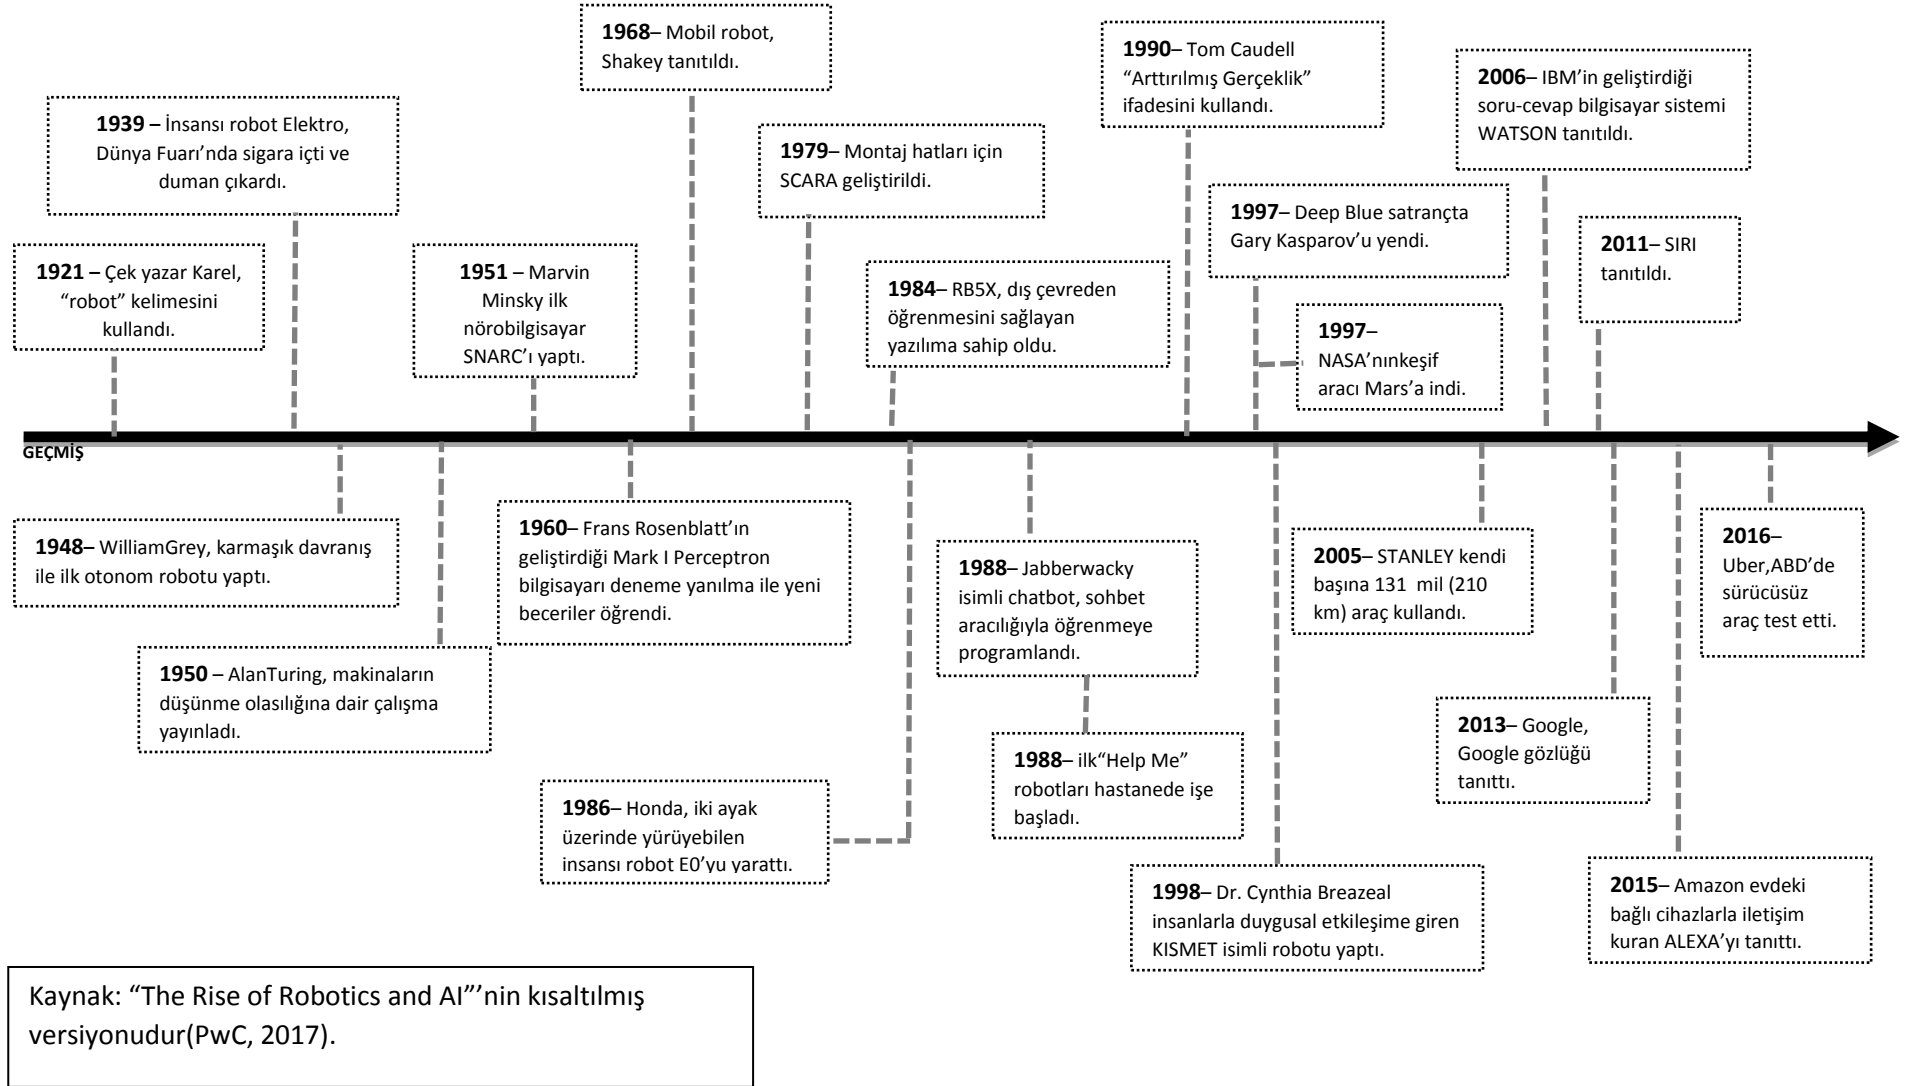 1968– Mobil robot,
Shakey tanıtıldı.
1990– Tom Caudell
“Arttırılmış Gerçeklik”
ifadesini kullandı.
2006– IBM’in geliştirdiği
soru-cevap bilgisayar sistemi
WATSON tanıtıldı.
1939 – İnsansı robot Elektro,
Dünya Fuarı’nda sigara içti ve
duman çıkardı.
1979– Montaj hatları için
SCARA geliştirildi.
1997– Deep Blue satrançta
Gary Kasparov’u yendi.
2011– SIRI
tanıtıldı.
1921 – Çek yazar Karel,
“robot” kelimesini
kullandı.
1951 – Marvin
Minsky ilk
nörobilgisayar
SNARC’ı yaptı.
1984– RB5X, dış çevreden
öğrenmesini sağlayan
yazılıma sahip oldu.
1997–
NASA’nınkeşif
aracı Mars’a indi.
GEÇMİŞ
1948– WilliamGrey, karmaşık davranış
ile ilk otonom robotu yaptı.
1960– Frans Rosenblatt’ın
geliştirdiği Mark I Perceptron
bilgisayarı deneme yanılma ile yeni
beceriler öğrendi.
1988– Jabberwacky
isimli chatbot, sohbet
aracılığıyla öğrenmeye
programlandı.
2005– STANLEY kendi
başına 131 mil (210
km) araç kullandı.
2016–
Uber,ABD’de
sürücüsüz
araç test etti.
1950 – AlanTuring, makinaların
düşünme olasılığına dair çalışma
yayınladı.
1988– ilk“Help Me”
robotları hastanede işe
başladı.
2013– Google,
Google gözlüğü
tanıttı.
1986– Honda, iki ayak
üzerinde yürüyebilen
insansı robot E0’yu yarattı.
1998– Dr. Cynthia Breazeal
insanlarla duygusal etkileşime giren
KISMET isimli robotu yaptı.
2015– Amazon evdeki
bağlı cihazlarla iletişim
kuran ALEXA’yı tanıttı.
Kaynak: “The Rise of Robotics and AI”’nin kısaltılmış
versiyonudur(PwC, 2017).